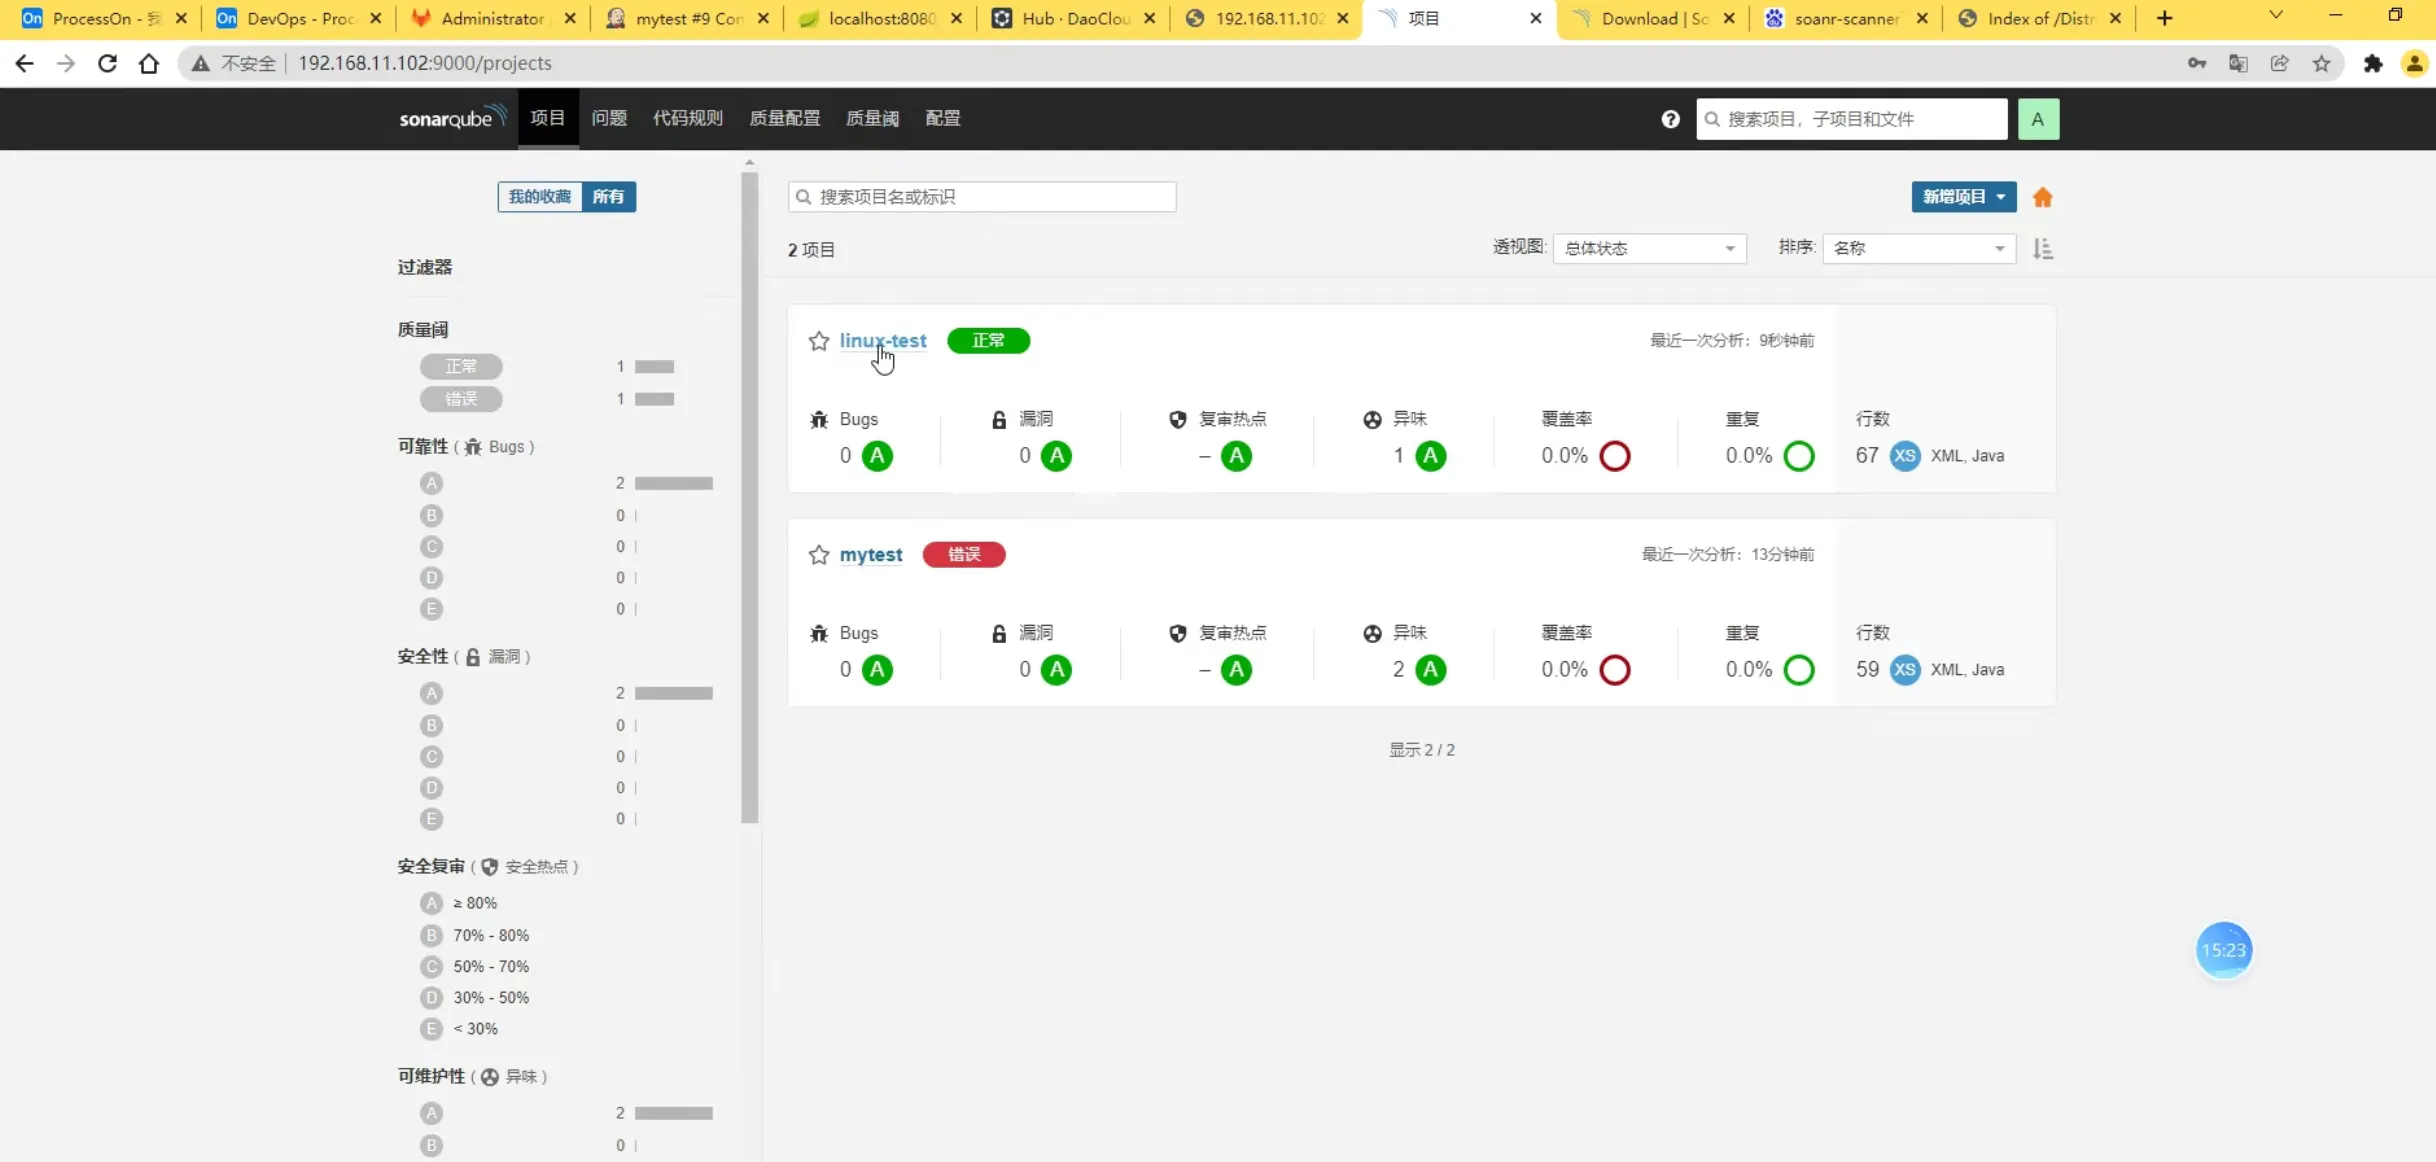 ProcessOn - 我
DevOps - Proc
Administrator
mytest #9 Con
localhost:8080
Hub · DaoClou
192.168.11.102
项目
Download | So
soanr-scanner
Index of /Distr
不安全 192.168.11.102:9000/projects
sonarqube 项目 问题 代码规则 质量配置 质量阈 配置 搜索项目，子项目和文件 A
我的收藏 所有
过滤器
质量阈
正常 1
错误 1
可靠性 ( Bugs )
A 2
B 0
C 0
D 0
E 0
安全性 ( 漏洞 )
A 2
B 0
C 0
D 0
E 0
安全复审 ( 安全热点 )
A ≥ 80%
B 70% - 80%
C 50% - 70%
D 30% - 50%
E < 30%
可维护性 ( 异味 )
A 2
B 0
搜索项目名或标识
新增项目
2 项目
透视图: 总体状态 排序: 名称
linux-test 正常 最近一次分析：9秒钟前
Bugs 漏洞 复审热点 异味 覆盖率 重复 行数
0 A 0 A – A 1 A 0.0% 0.0% 67 XS XML, Java
mytest 错误 最近一次分析：13分钟前
Bugs 漏洞 复审热点 异味 覆盖率 重复 行数
0 A 0 A – A 2 A 0.0% 0.0% 59 XS XML, Java
显示 2 / 2
15:23